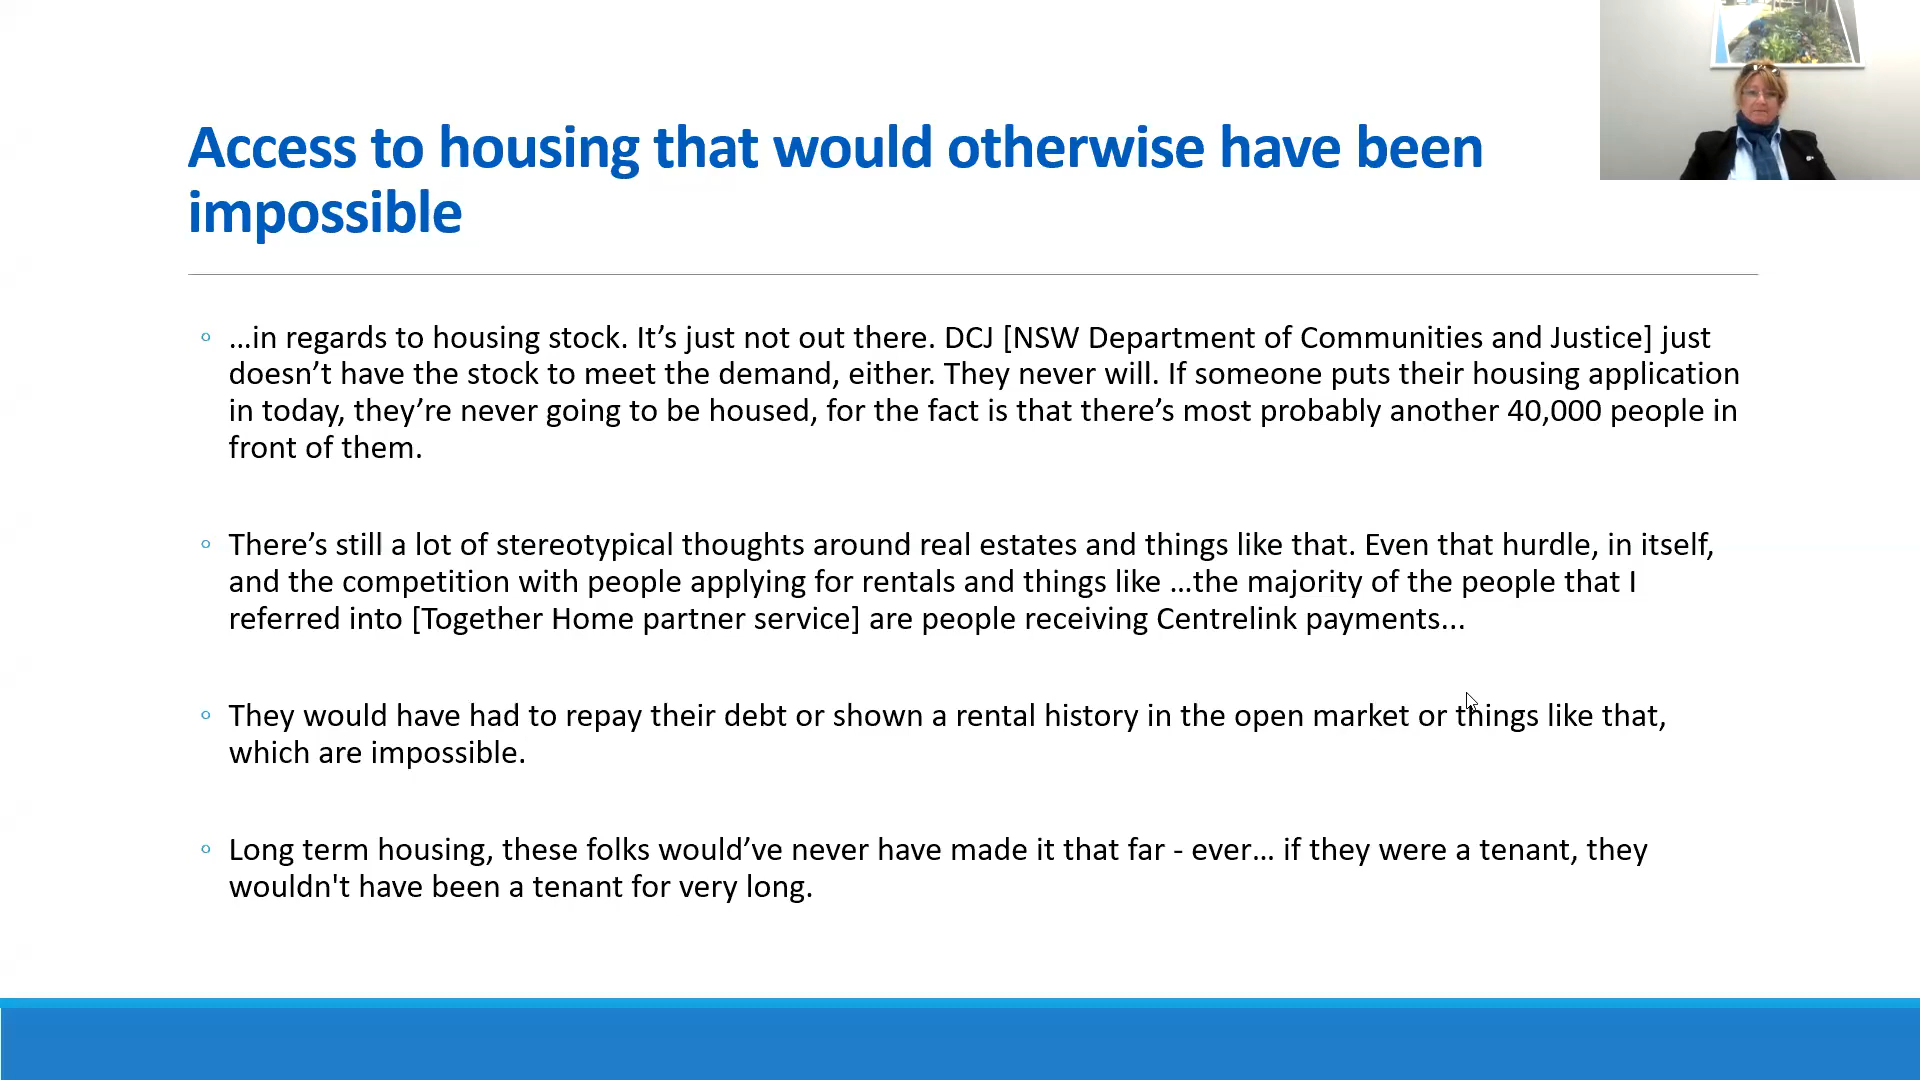 Access to housing that would otherwise have been
impossible
…in regards to housing stock. It’s just not out there. DCJ [NSW Department of Communities and Justice] just
doesn’t have the stock to meet the demand, either. They never will. If someone puts their housing application
in today, they’re never going to be housed, for the fact is that there’s most probably another 40,000 people in
front of them.
There’s still a lot of stereotypical thoughts around real estates and things like that. Even that hurdle, in itself,
and the competition with people applying for rentals and things like …the majority of the people that I
referred into [Together Home partner service] are people receiving Centrelink payments...
They would have had to repay their debt or shown a rental history in the open market or things like that,
which are impossible.
Long term housing, these folks would’ve never have made it that far - ever… if they were a tenant, they
wouldn't have been a tenant for very long.